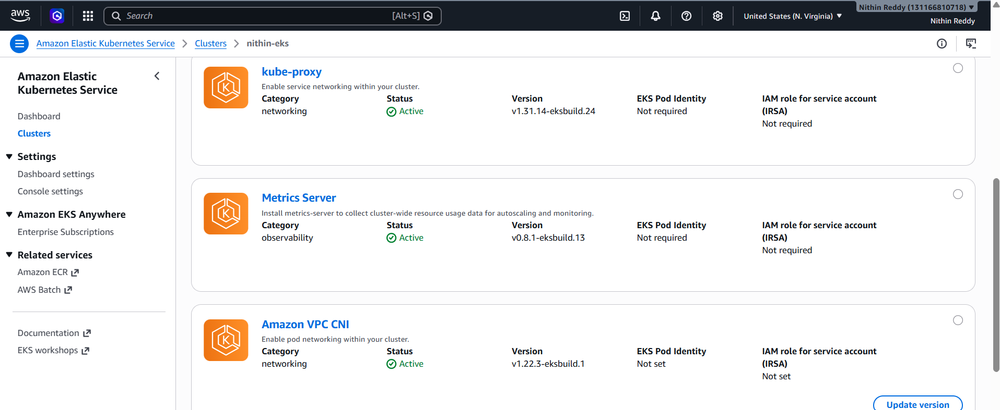 aws
Search
[Alt+S]
United States (N. Virginia)
Nithin Reddy (131166810718)
Nithin Reddy
Amazon Elastic Kubernetes Service
Clusters
nithin-eks
Amazon Elastic
Kubernetes Service
Dashboard
Clusters
Settings
Dashboard settings
Console settings
Amazon EKS Anywhere
Enterprise Subscriptions
Related services
Amazon ECR
AWS Batch
Documentation
EKS workshops
kube-proxy
Enable service networking within your cluster.
Category
networking
Status
Active
Version
v1.31.14-eksbuild.24
EKS Pod Identity
Not required
IAM role for service account
(IRSA)
Not required
Metrics Server
Install metrics-server to collect cluster-wide resource usage data for autoscaling and monitoring.
Category
observability
Status
Active
Version
v0.8.1-eksbuild.13
EKS Pod Identity
Not required
IAM role for service account
(IRSA)
Not required
Amazon VPC CNI
Enable pod networking within your cluster.
Category
networking
Status
Active
Version
v1.22.3-eksbuild.1
EKS Pod Identity
Not set
IAM role for service account
(IRSA)
Not set
Update version